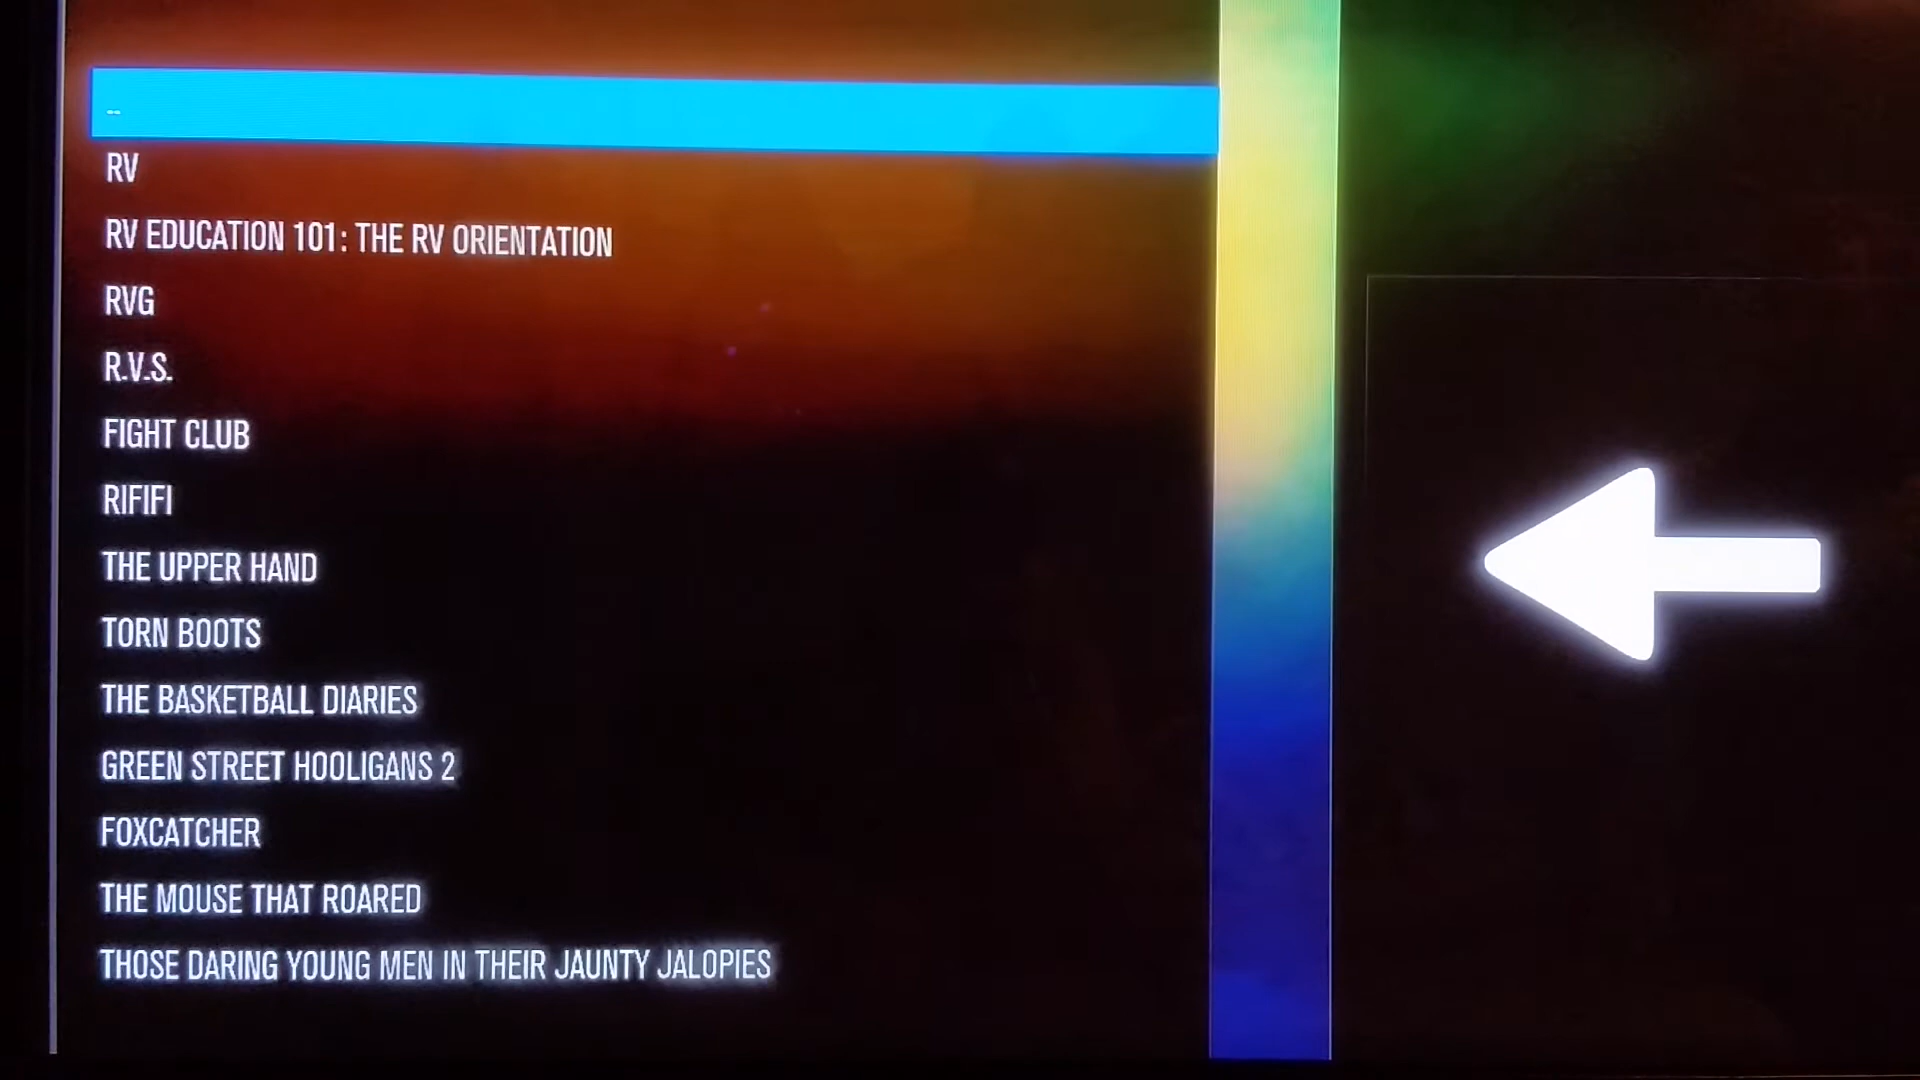 ..
RV
RV EDUCATION 101: THE RV ORIENTATION
RVG
R.V.S.
FIGHT CLUB
RIFIFI
THE UPPER HAND
TORN BOOTS
THE BASKETBALL DIARIES
GREEN STREET HOOLIGANS 2
FOXCATCHER
THE MOUSE THAT ROARED
THOSE DARING YOUNG MEN IN THEIR JAUNTY JALOPIES